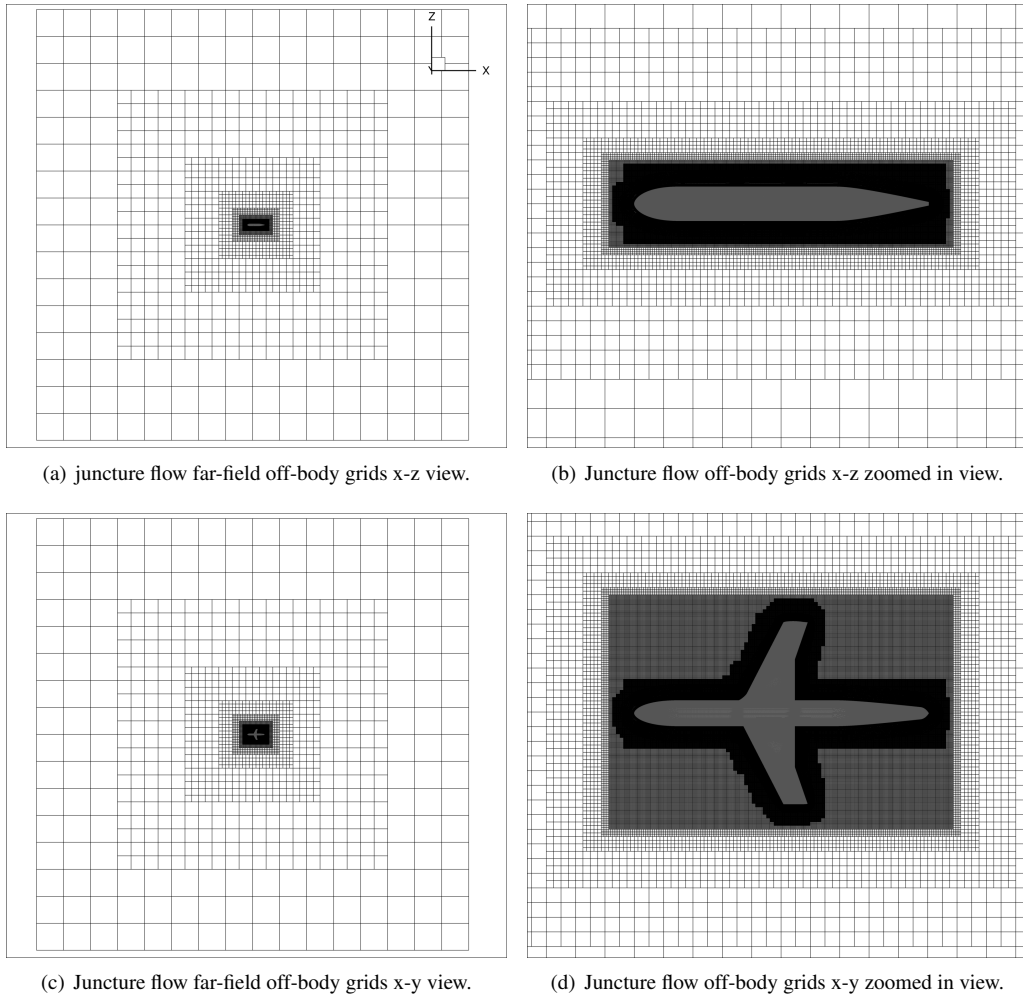 Z
X
(a) juncture flow far-field off-body grids x-z view.
(b) Juncture flow off-body grids x-z zoomed in view.
(c) Juncture flow far-field off-body grids x-y view.
(d) Juncture flow off-body grids x-y zoomed in view.